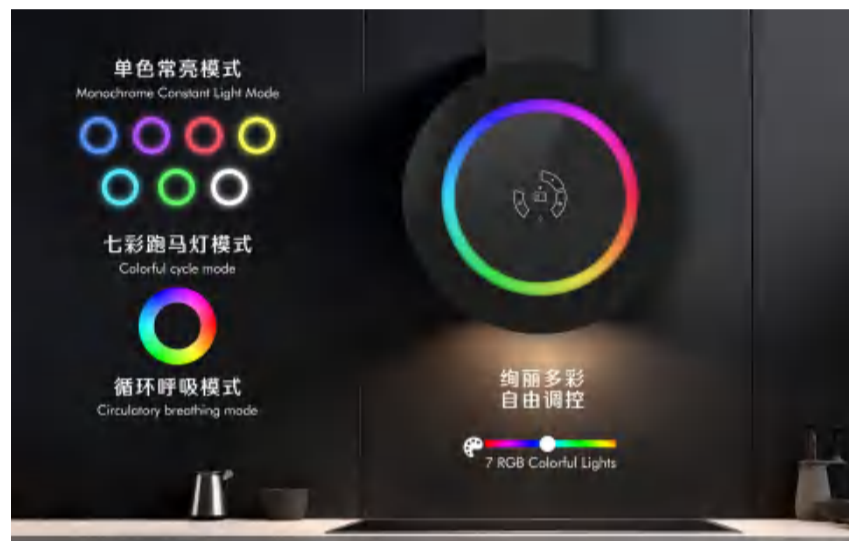 单色常亮模式
Monochrome Constant Light Mode
七彩跑马灯模式
Colorful cycle mode
循环呼吸模式
Circulatory breathing mode
绚丽多彩
自由调控
7 RGB Colorful Lights